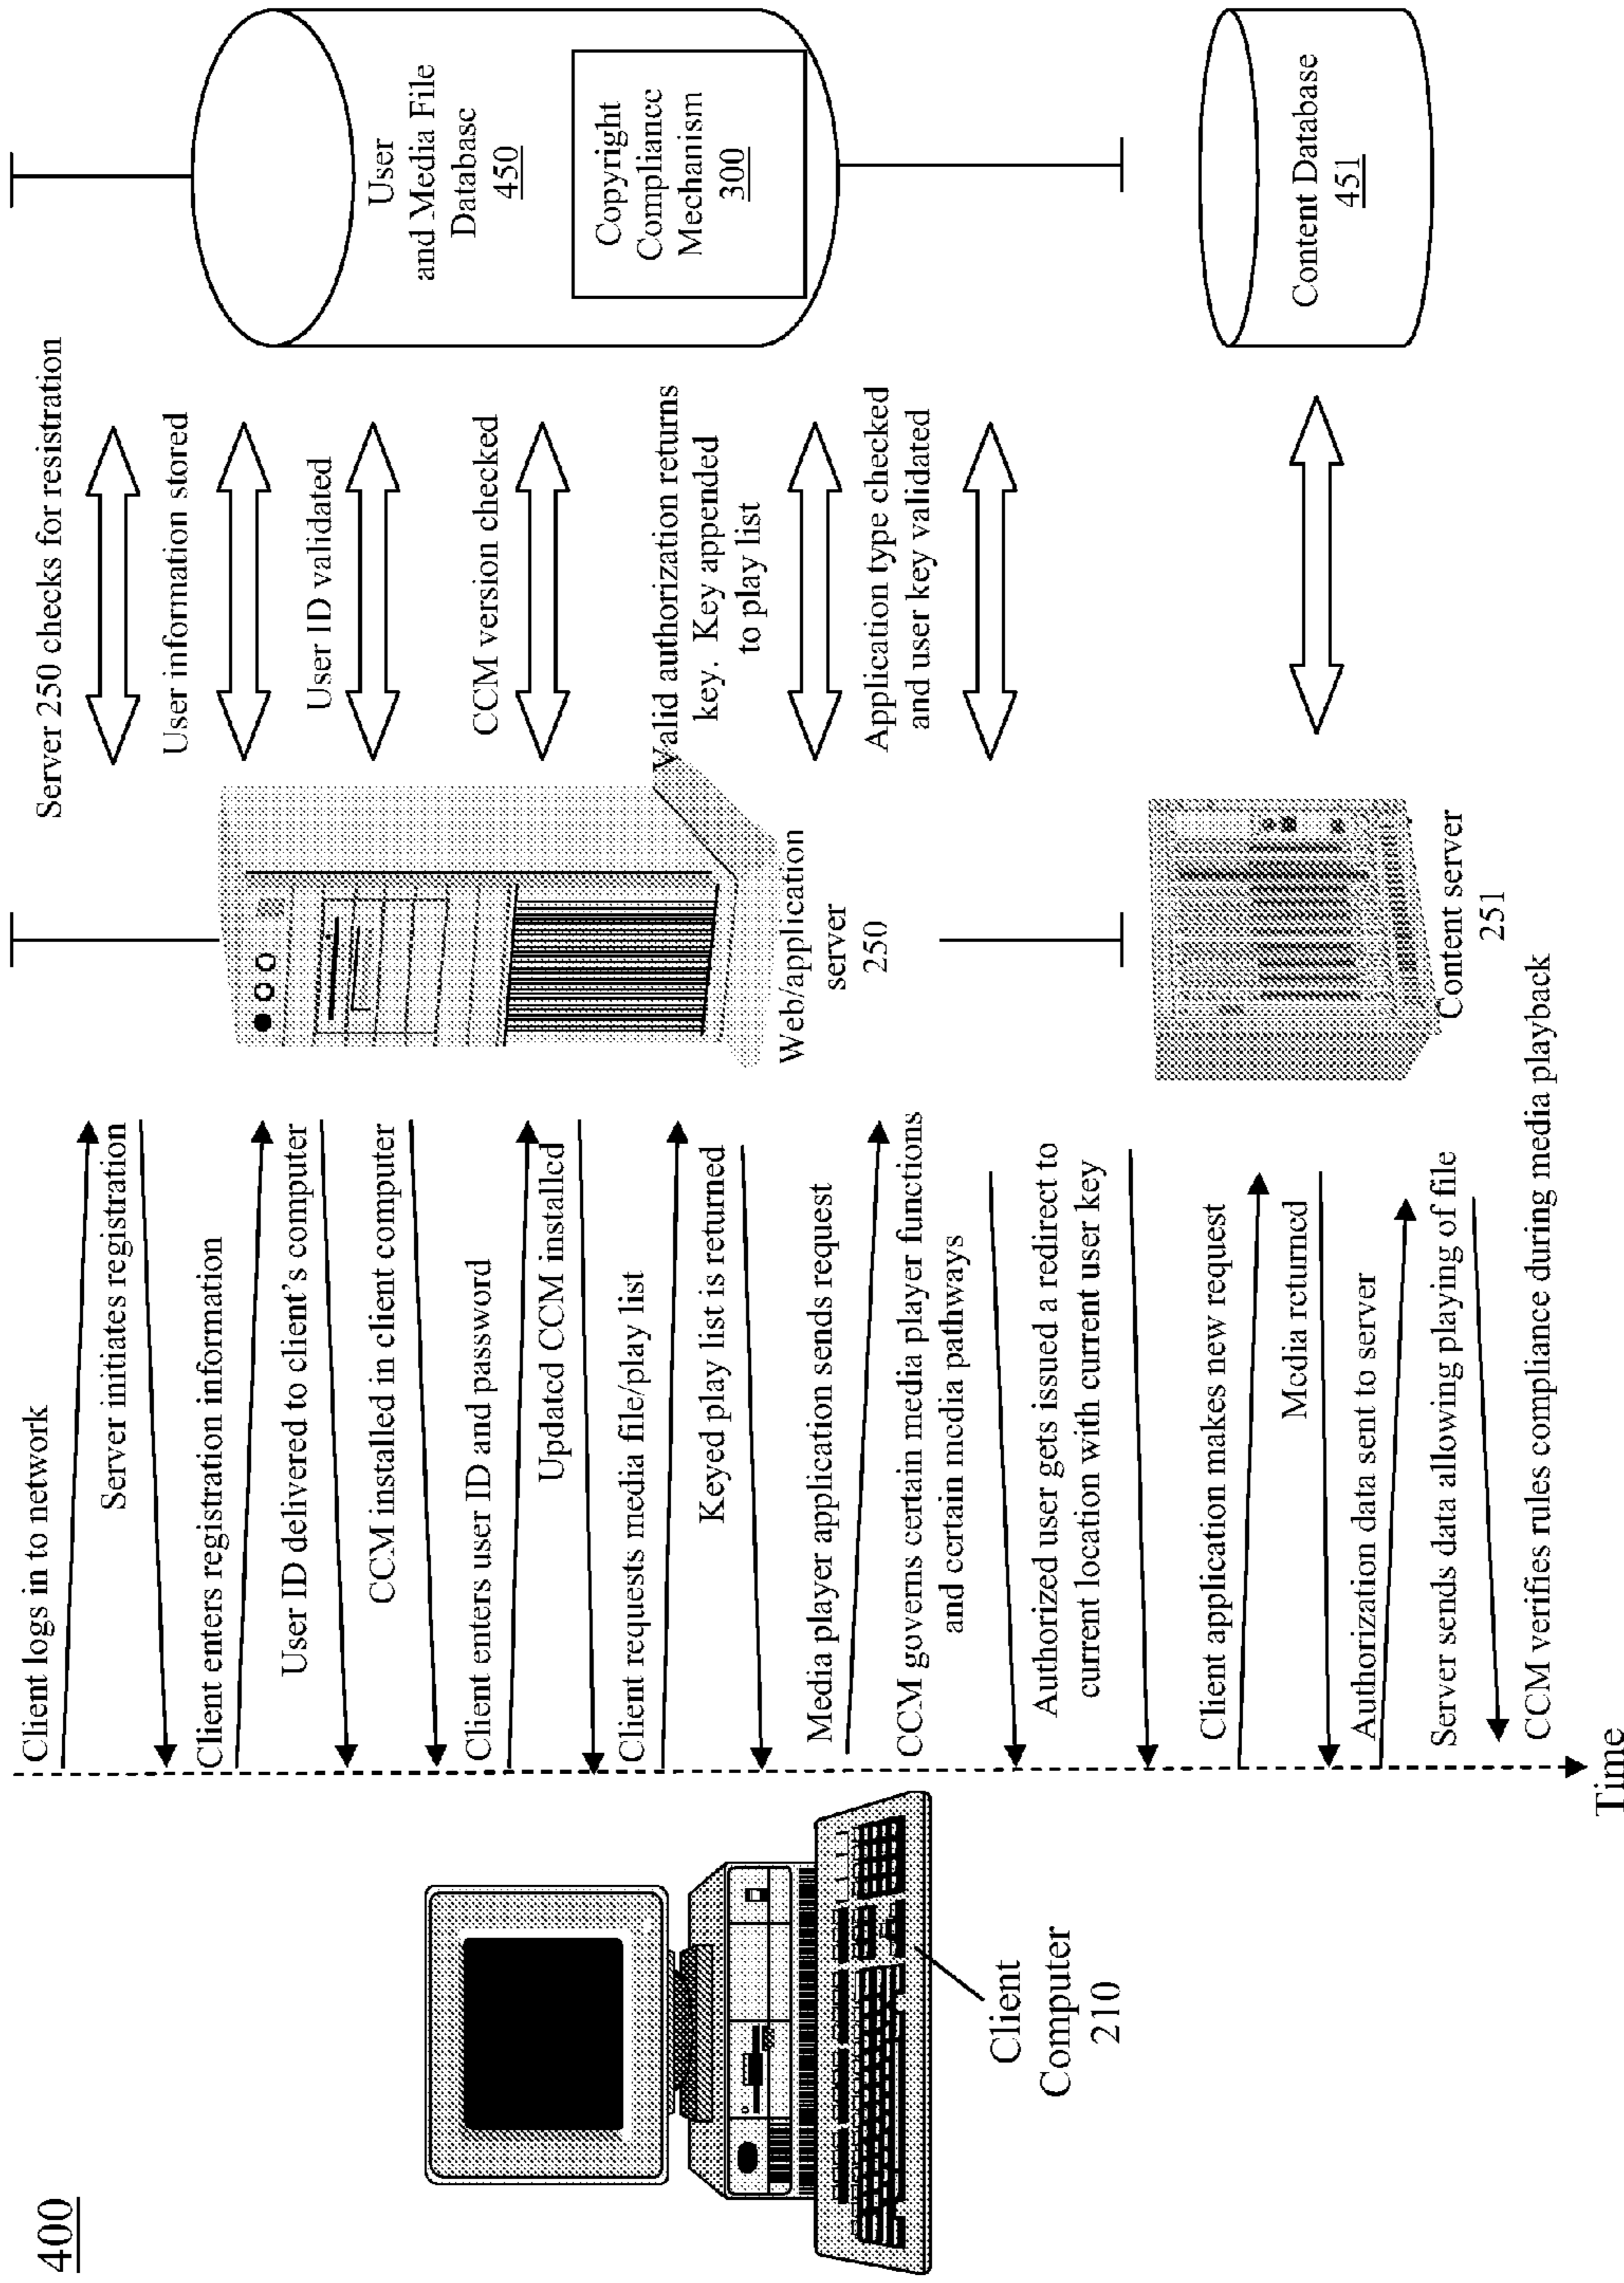 400
Client
Computer
210
Client logs in to network
Server initiates registration
Client enters registration information
User ID delivered to client's computer
CCM installed in client computer
Client enters user ID and password
Updated CCM installed
Client requests media file/play list
Keyed play list is returned
Media player application sends request
CCM governs certain media player functions
and certain media pathways
Authorized user gets issued a redirect to
current location with current user key
Client application makes new request
Media returned
Authorization data sent to server
Server sends data allowing playing of file
CCM verifies rules compliance during media playback
Time
Web/application
server
250
Content server
251
Server 250 checks for resistration
User information stored
User ID validated
CCM version checked
Valid authorization returns
key. Key appended
to play list
Application type checked
and user key validated
User
and Media File
Database
450
Copyright
Compliance
Mechanism
300
Content Database
451